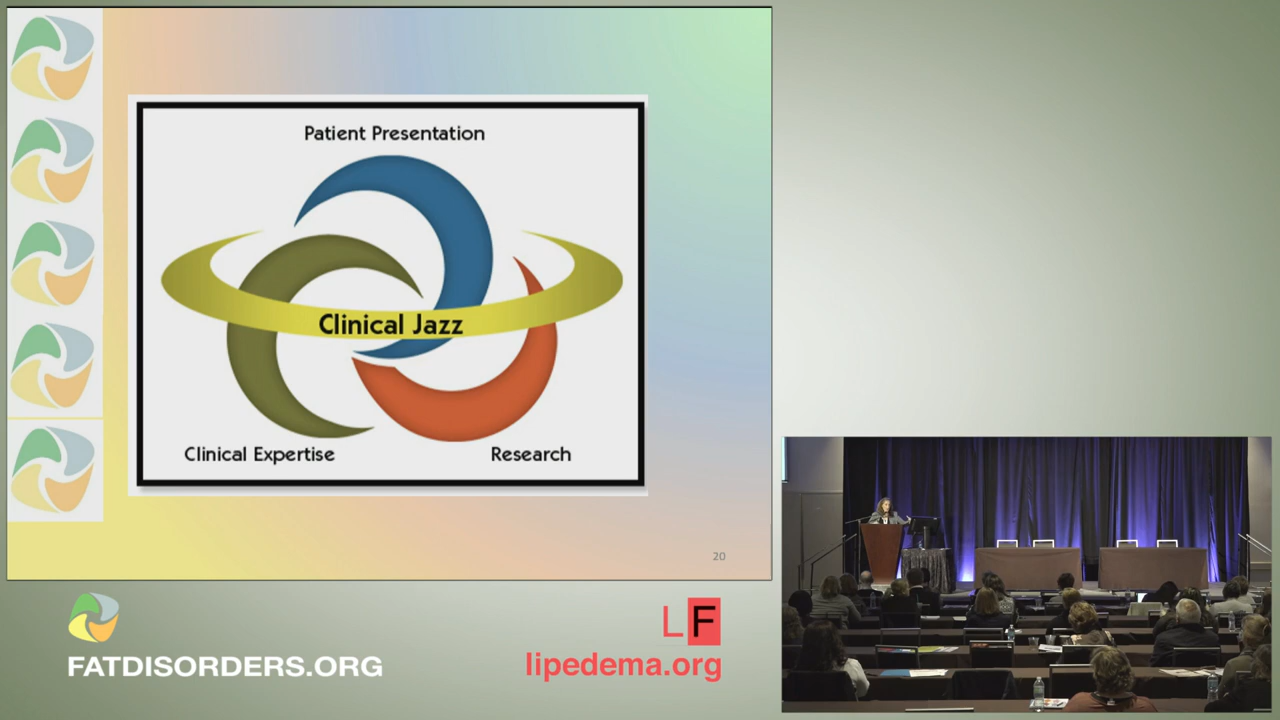 Patient Presentation
Clinical Jazz
Clinical Expertise
Research
20
FATDISORDERS.ORG
LF
lipedema.org